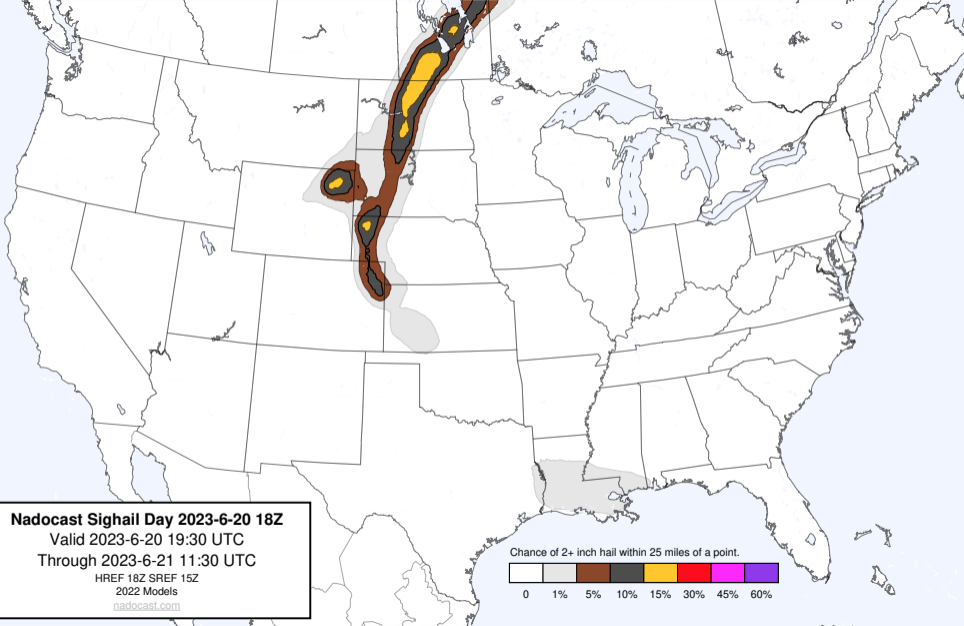 Nadocast Sighail Day 2023-6-20 18Z
Valid 2023-6-20 19:30 UTC
Through 2023-6-21 11:30 UTC
HREF 18Z SREF 15Z
2022 Models
nadocast.com
Chance of 2+ inch hail within 25 miles of a point.
0 1% 5% 10% 15% 30% 45% 60%